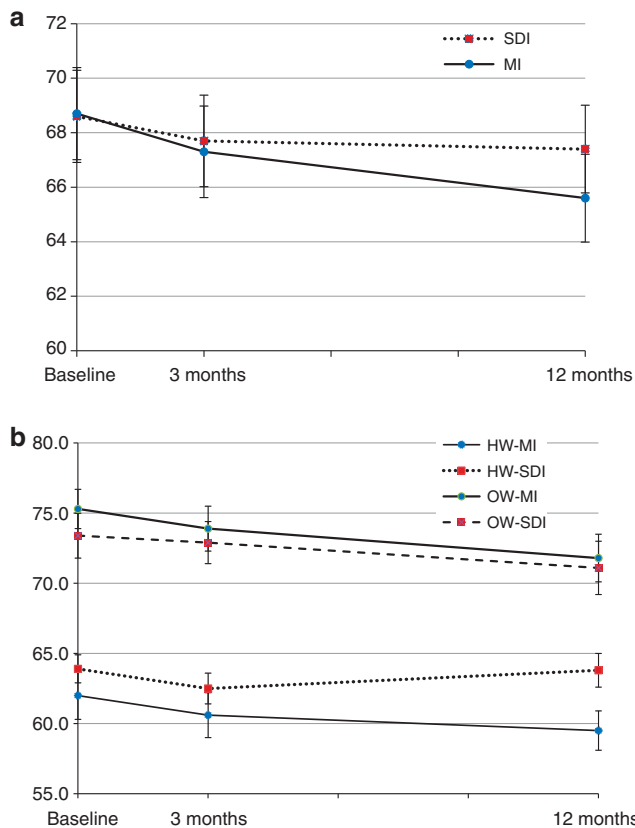 a
72
70
68
66
64
62
60
SDI
MI
Baseline 3 months 12 months
b
80.0
75.0
70.0
65.0
60.0
55.0
HW-MI
HW-SDI
OW-MI
OW-SDI
Baseline 3 months 12 months